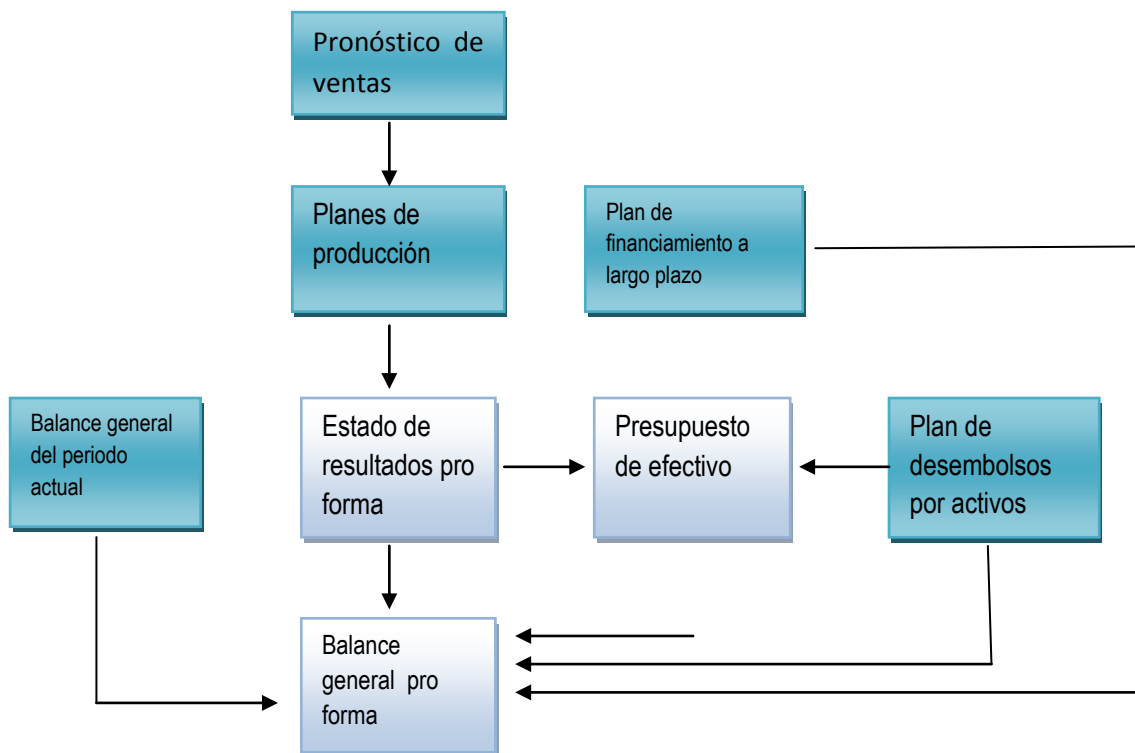 Pronóstico de
ventas
Planes de
producción
Plan de
financiamiento a
largo plazo
Balance general
del periodo
actual
Estado de
resultados pro
forma
Presupuesto
de efectivo
Plan de
desembolsos
por activos
Balance
general pro
forma